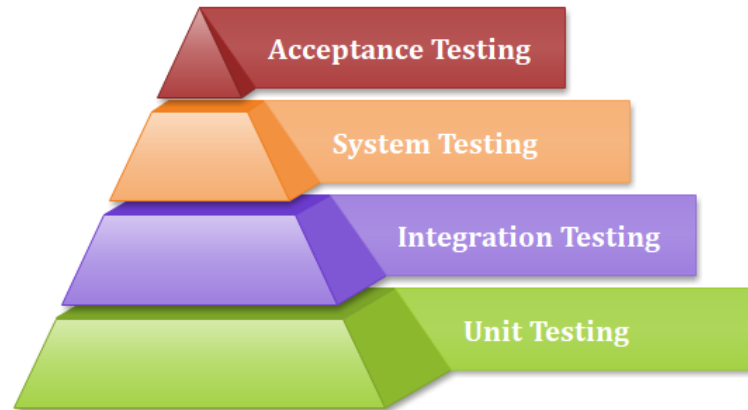 Acceptance Testing
System Testing
Integration Testing
Unit Testing